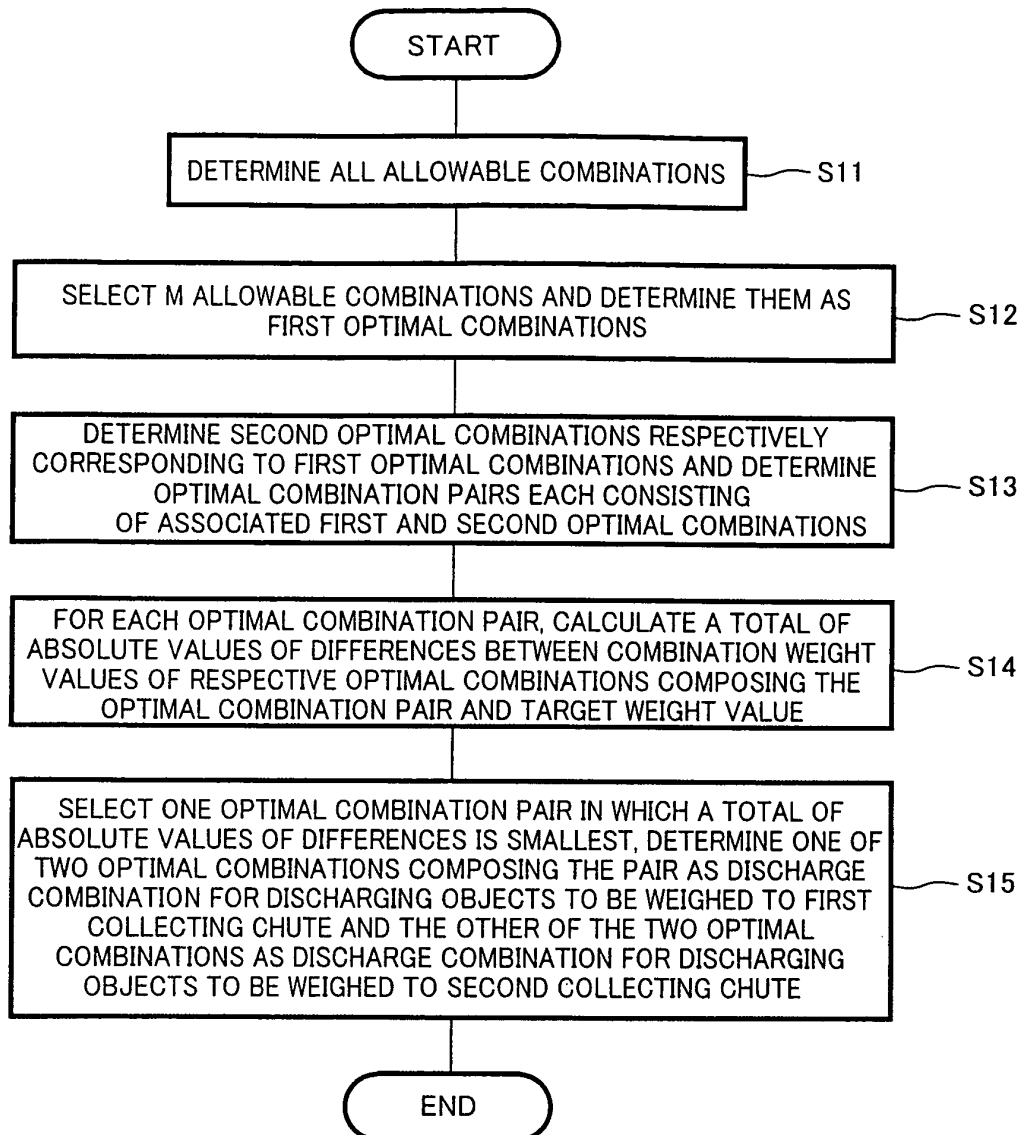 START
DETERMINE ALL ALLOWABLE COMBINATIONS
S11
SELECT M ALLOWABLE COMBINATIONS AND DETERMINE THEM AS
FIRST OPTIMAL COMBINATIONS
S12
DETERMINE SECOND OPTIMAL COMBINATIONS RESPECTIVELY
CORRESPONDING TO FIRST OPTIMAL COMBINATIONS AND DETERMINE
OPTIMAL COMBINATION PAIRS EACH CONSISTING
OF ASSOCIATED FIRST AND SECOND OPTIMAL COMBINATIONS
S13
FOR EACH OPTIMAL COMBINATION PAIR, CALCULATE A TOTAL OF
ABSOLUTE VALUES OF DIFFERENCES BETWEEN COMBINATION WEIGHT
VALUES OF RESPECTIVE OPTIMAL COMBINATIONS COMPOSING THE
OPTIMAL COMBINATION PAIR AND TARGET WEIGHT VALUE
S14
SELECT ONE OPTIMAL COMBINATION PAIR IN WHICH A TOTAL OF
ABSOLUTE VALUES OF DIFFERENCES IS SMALLEST, DETERMINE ONE OF
TWO OPTIMAL COMBINATIONS COMPOSING THE PAIR AS DISCHARGE
COMBINATION FOR DISCHARGING OBJECTS TO BE WEIGHED TO FIRST
COLLECTING CHUTE AND THE OTHER OF THE TWO OPTIMAL
COMBINATIONS AS DISCHARGE COMBINATION FOR DISCHARGING
OBJECTS TO BE WEIGHED TO SECOND COLLECTING CHUTE
S15
END